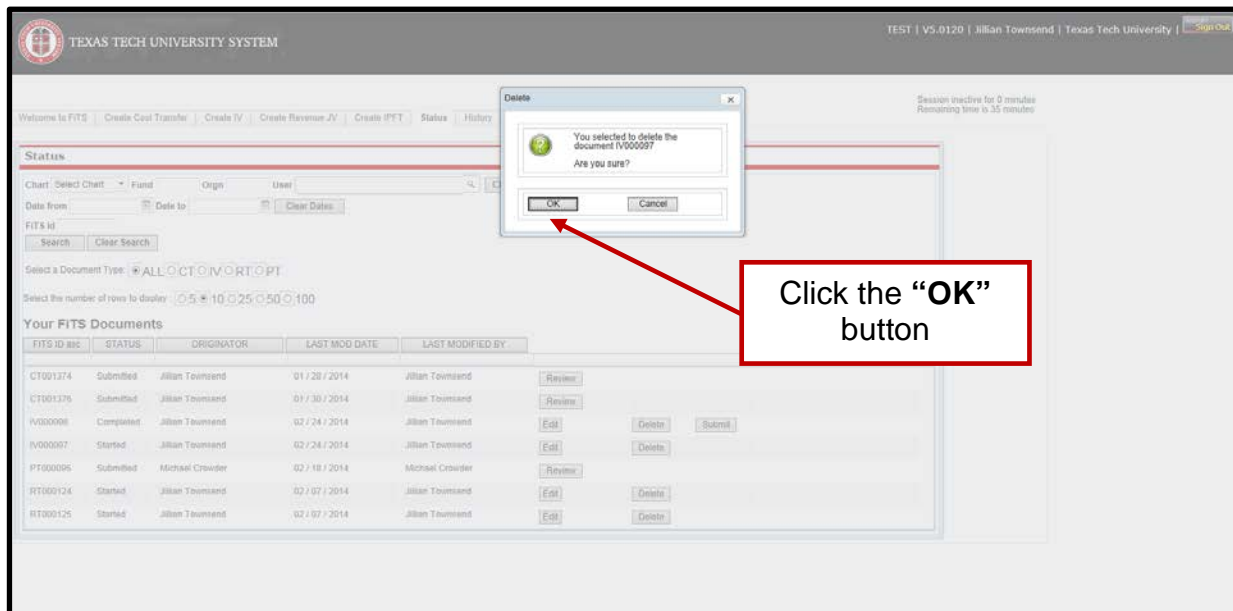 TEXAS TECH UNIVERSITY SYSTEM
TEST | V5.0120 | Jillian Townsend | Texas Tech University | Sign Out
Session inactive for 0 minutes
Remaining time is 35 minutes
Welcome to FiTS | Create Cost Transfer | Create IV | Create Revenue JV | Create IPFT | Status | History
Delete
You selected to delete the
document IV000097
Are you sure?
OK Cancel
Status
Chart Select Chart Fund Orgn User
Date from Date to Clear Dates
FITS Id
Search Clear Search
Select a Document Type: ALL CT IV RT PT
Select the number of rows to display 5 10 25 50 100
Click the “OK”
button
Your FiTS Documents
FITS ID asc STATUS ORIGINATOR LAST MOD DATE LAST MODIFIED BY
CT001374 Submitted Jillian Townsend 01 / 28 / 2014 Jillian Townsend Review
CT001376 Submitted Jillian Townsend 01 / 30 / 2014 Jillian Townsend Review
Completed Jillian Townsend 02 / 24 / 2014 Jillian Townsend Edit Delete Submit
IV000097 Started Jillian Townsend 02 / 24 / 2014 Jillian Townsend Edit Delete
PT000096 Submitted Michael Crowder 02 / 18 / 2014 Michael Crowder Review
RT000124 Started Jillian Townsend 02 / 07 / 2014 Jillian Townsend Edit Delete
RT000125 Started Jillian Townsend 02 / 07 / 2014 Jillian Townsend Edit Delete